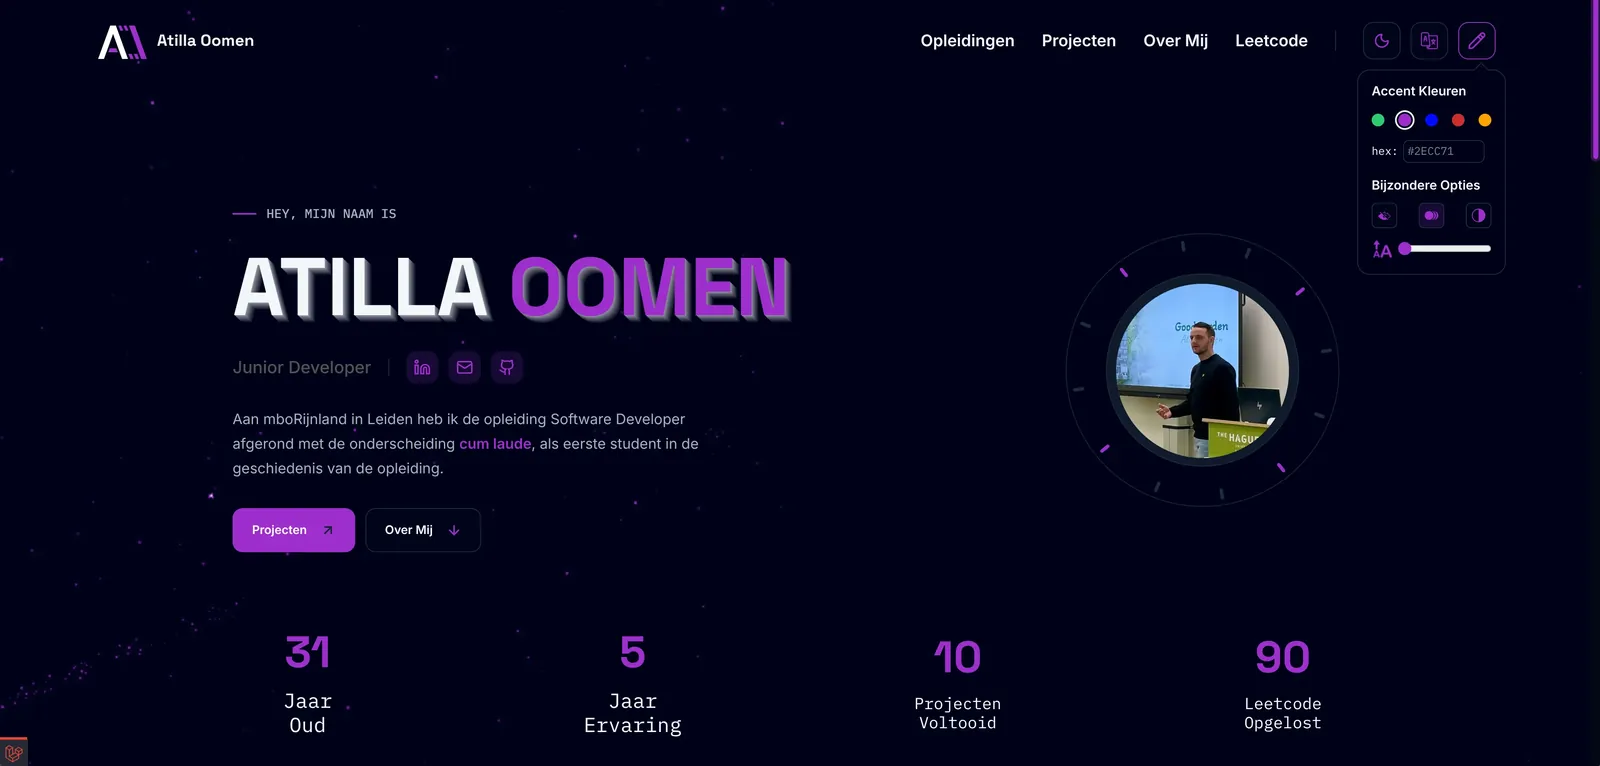 Atilla Oomen
Opleidingen
Projecten
Over Mij
Leetcode
Accent Kleuren
hex: #2ECC71
Bijzondere Opties
HEY, MIJN NAAM IS
ATILLA OOMEN
Junior Developer
Aan mboRijnland in Leiden heb ik de opleiding Software Developer
afgerond met de onderscheiding cum laude, als eerste student in de
geschiedenis van de opleiding.
Projecten
Over Mij
THE HAGUE
31
Jaar
Oud
5
Jaar
Ervaring
10
Projecten
Voltooid
90
Leetcode
Opgelost